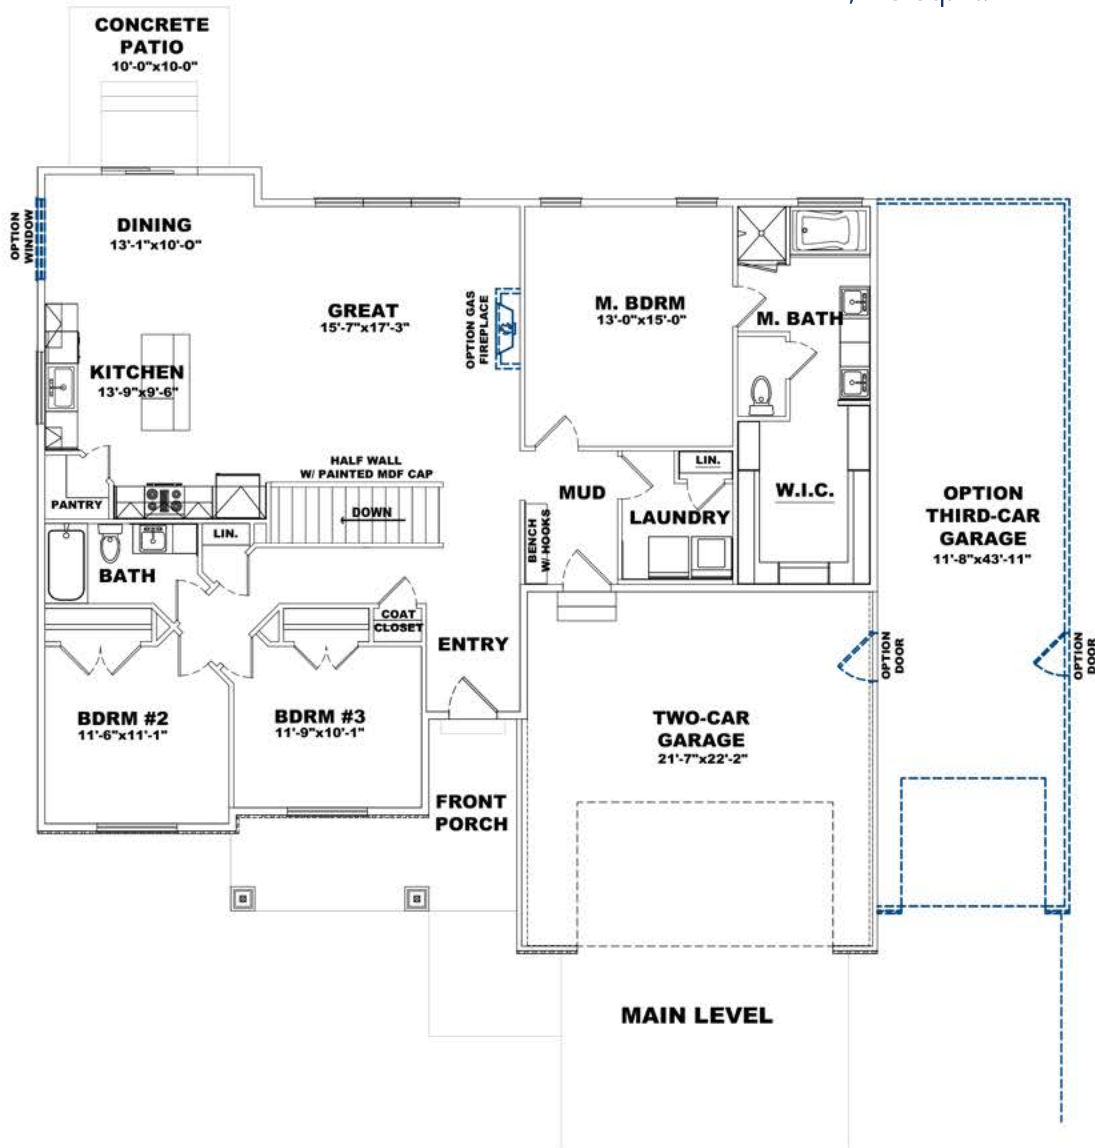 CONCRETE
PATIO
10'-0"x10-0"
OPTION
WINDOW
DINING
13'-1"x10'-0"
GREAT
15'-7"x17'-3"
OPTION GAS
FIREPLACE
M. BDRM
13'-0"x15'-0"
M. BATH
KITCHEN
13'-9"x9'-6"
PANTRY
HALF WALL
W/ PAINTED MDF CAP
DOWN
MUD
BENCH
W/ HOOKS
LIN.
LAUNDRY
W.I.C.
OPTION
THIRD-CAR
GARAGE
11'-8"x43'-11"
LIN.
BATH
COAT
CLOSET
ENTRY
OPTION
DOOR
OPTION
DOOR
BDRM #2
11'-6"x11'-1"
BDRM #3
11'-9"x10'-1"
TWO-CAR
GARAGE
21'-7"x22'-2"
FRONT
PORCH
MAIN LEVEL